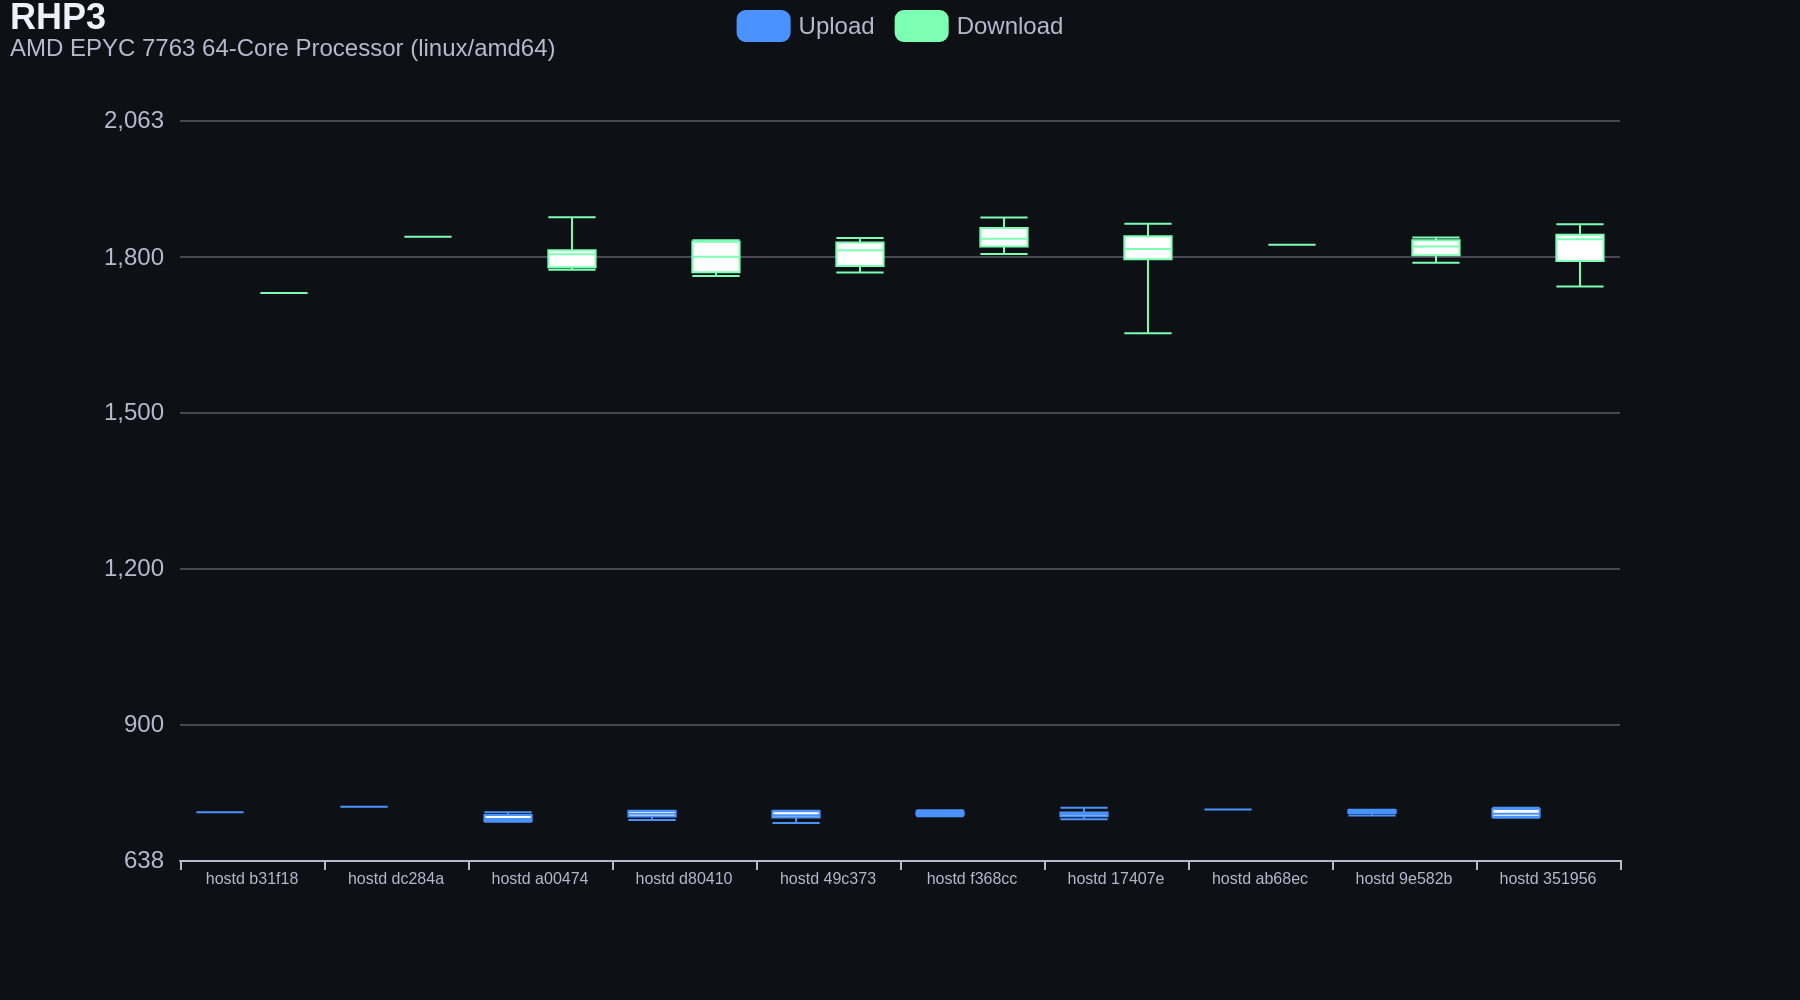 RHP3
AMD EPYC 7763 64-Core Processor (linux/amd64)
Upload Download
2,063
1,800
1,500
1,200
900
638
hostd b31f18 hostd dc284a hostd a00474 hostd d80410 hostd 49c373 hostd f368cc hostd 17407e hostd ab68ec hostd 9e582b hostd 351956